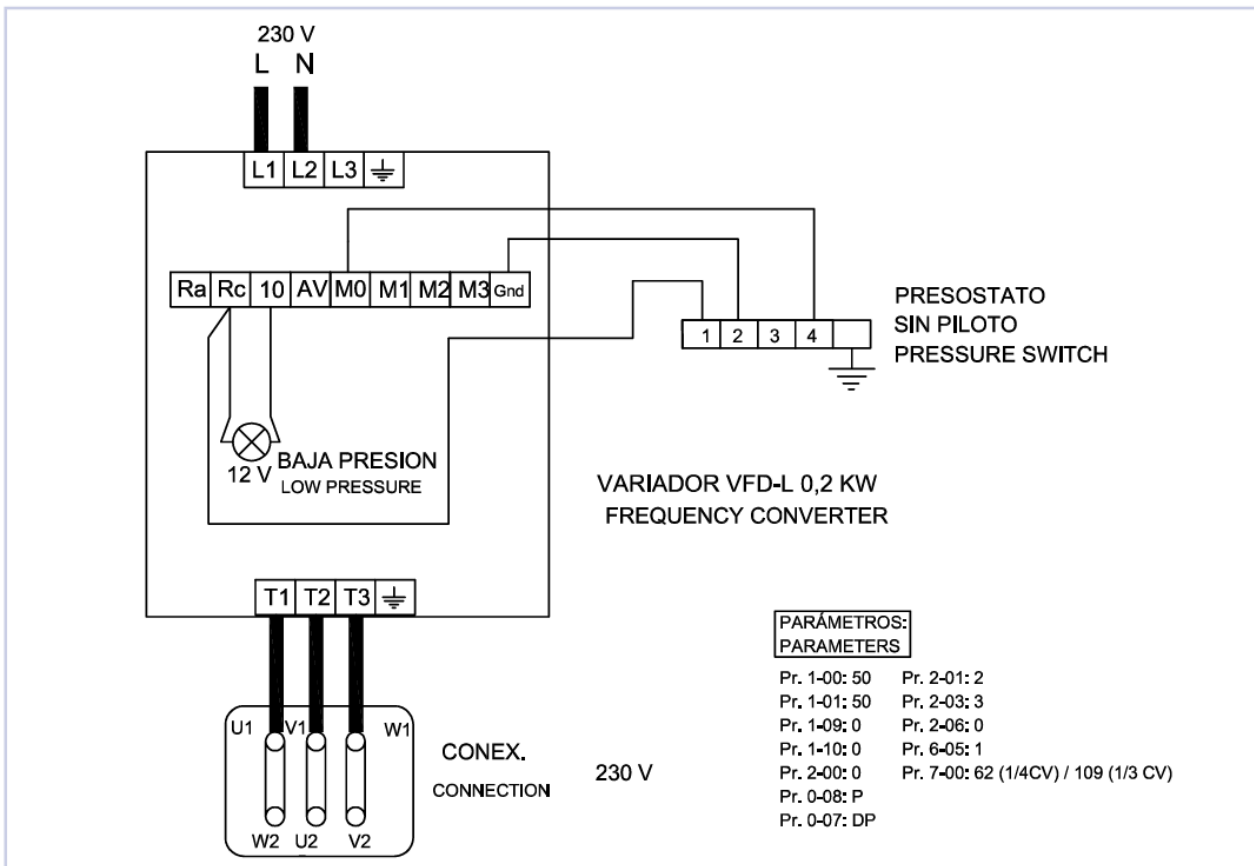 230 V
L N
L1 L2 L3
Ra Rc 10 AV M0 M1 M2 M3 Gnd
1 2 3 4
PRESOSTATO
SIN PILOTO
PRESSURE SWITCH
12 V
BAJA PRESION
LOW PRESSURE
VARIADOR VFD-L 0,2 KW
FREQUENCY CONVERTER
T1 T2 T3
U1 V1 W1
W2 U2 V2
CONEX.
CONNECTION
230 V
PARÁMETROS:
PARAMETERS
Pr. 1-00: 50 Pr. 2-01: 2
Pr. 1-01: 50 Pr. 2-03: 3
Pr. 1-09: 0 Pr. 2-06: 0
Pr. 1-10: 0 Pr. 6-05: 1
Pr. 2-00: 0 Pr. 7-00: 62 (1/4CV) / 109 (1/3 CV)
Pr. 0-08: P
Pr. 0-07: DP